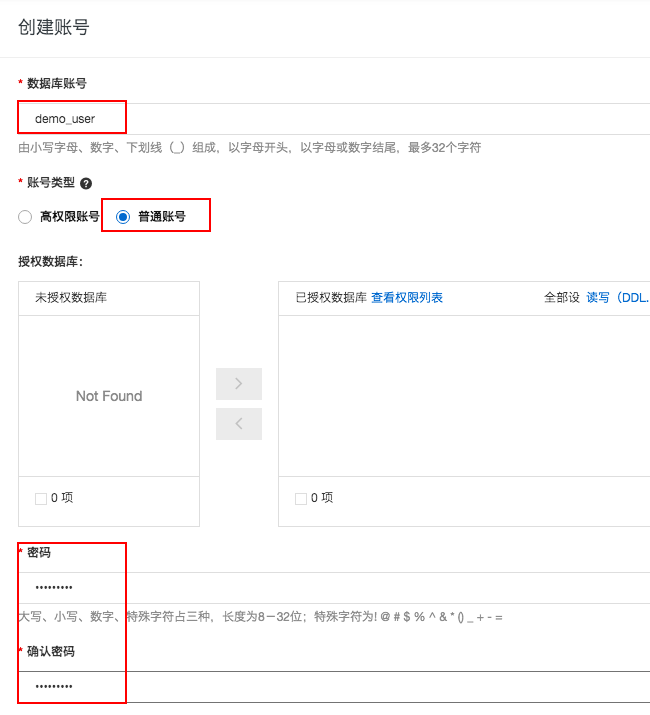 创建账号
* 数据库账号
demo_user
由小写字母、数字、下划线（_）组成，以字母开头，以字母或数字结尾，最多32个字符
* 账号类型 ?
高权限账号 普通账号
授权数据库：
未授权数据库
已授权数据库 查看权限列表 全部设 读写（DDL.
Not Found
0 项
0 项
* 密码
•••••••••
大写、小写、数字、特殊字符占三种，长度为8－32位；特殊字符为! @ # $ % ^ & * () _ + - =
* 确认密码
•••••••••